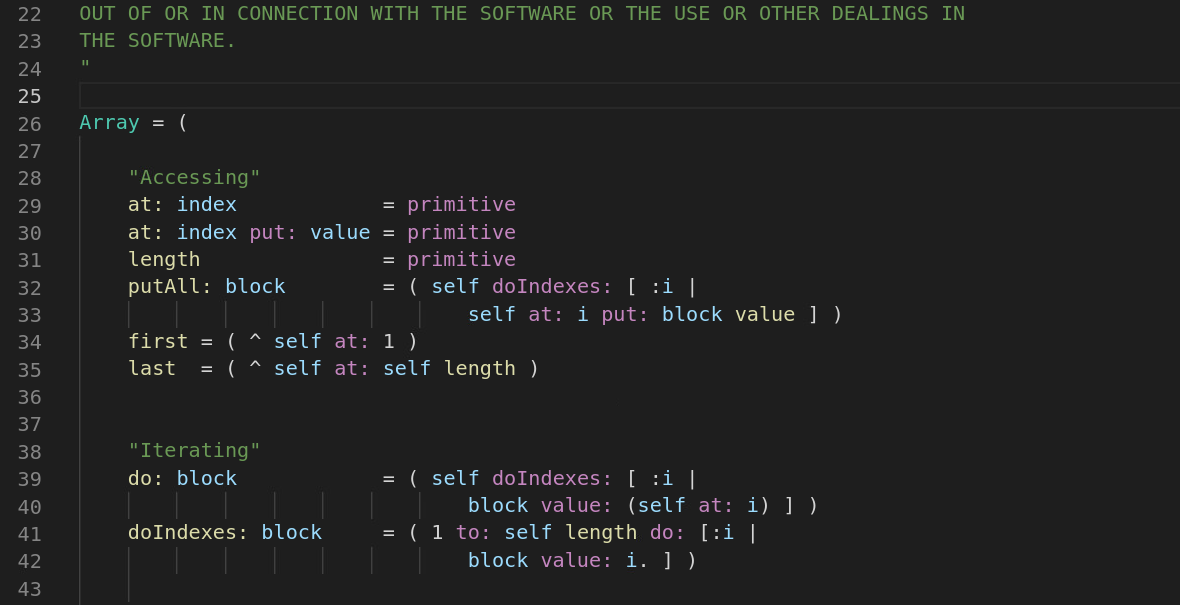 22 OUT OF OR IN CONNECTION WITH THE SOFTWARE OR THE USE OR OTHER DEALINGS IN
23 THE SOFTWARE.
24 "
25
26 Array = (
27
28     "Accessing"
29     at: index            = primitive
30     at: index put: value = primitive
31     length               = primitive
32     putAll: block        = ( self doIndexes: [ :i |
33                                 self at: i put: block value ] )
34     first = ( ^ self at: 1 )
35     last  = ( ^ self at: self length )
36
37
38     "Iterating"
39     do: block            = ( self doIndexes: [ :i |
40                                 block value: (self at: i) ] )
41     doIndexes: block     = ( 1 to: self length do: [:i |
42                                 block value: i. ] )
43